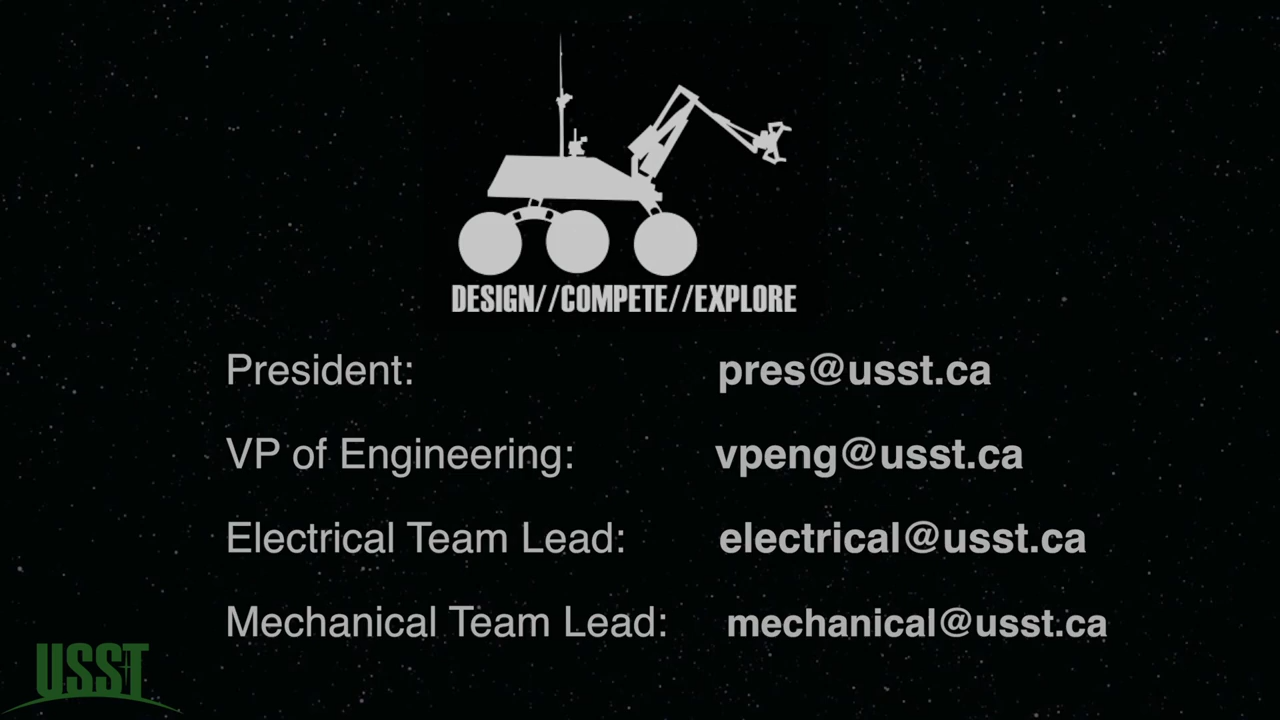 DESIGN//COMPETE//EXPLORE
President: pres@usst.ca
VP of Engineering: vpeng@usst.ca
Electrical Team Lead: electrical@usst.ca
Mechanical Team Lead: mechanical@usst.ca
USST